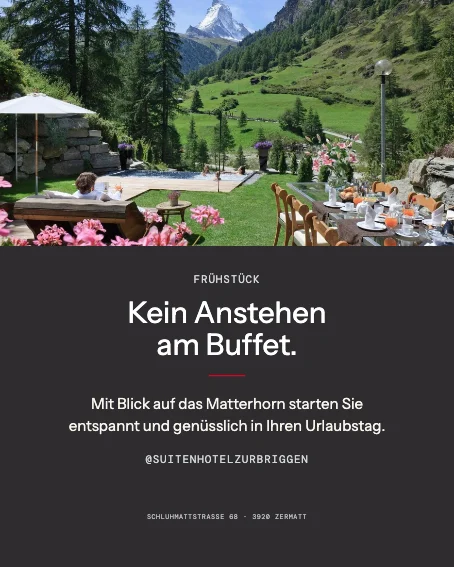 FRÜHSTÜCK
Kein Anstehen
am Buffet.
Mit Blick auf das Matterhorn starten Sie
entspannt und genüsslich in Ihren Urlaubstag.
@SUITENHOTELZURBRIGGEN
SCHLUHMATTSTRASSE 68 - 3920 ZERMATT